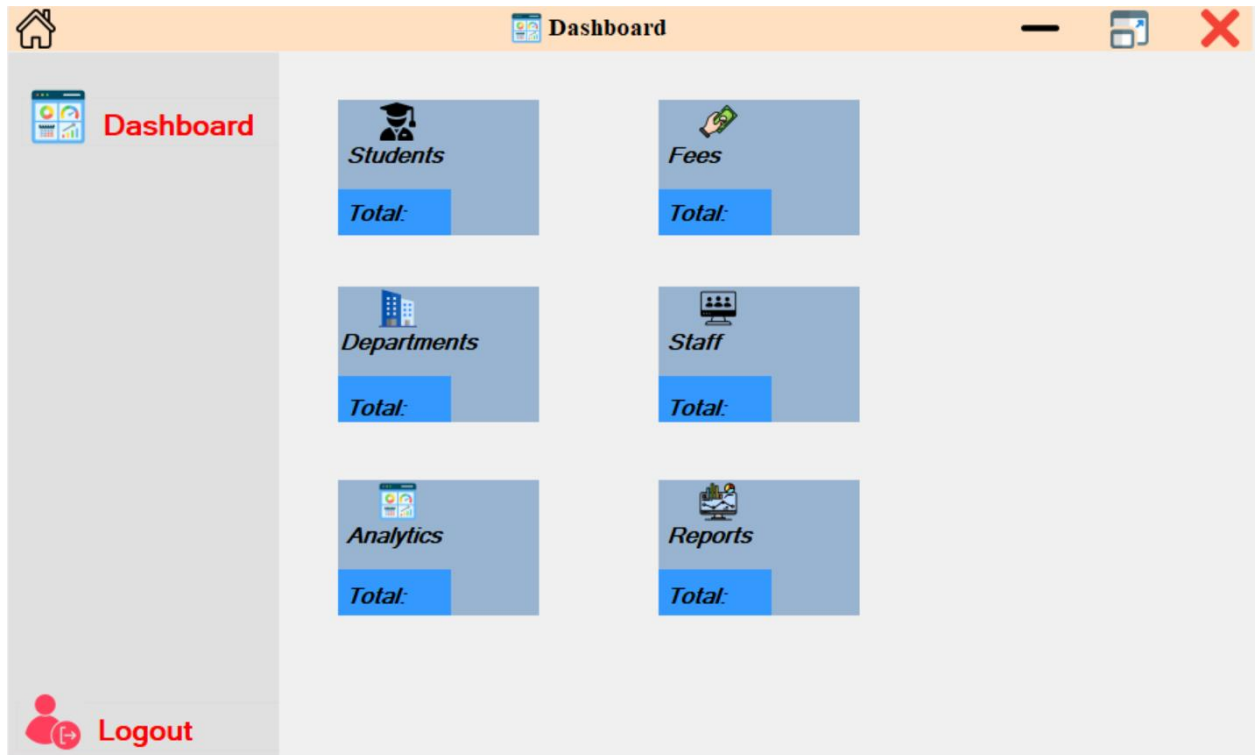 Dashboard
Dashboard
Students
Total:
Fees
Total:
Departments
Total:
Staff
Total:
Analytics
Total:
Reports
Total:
Logout